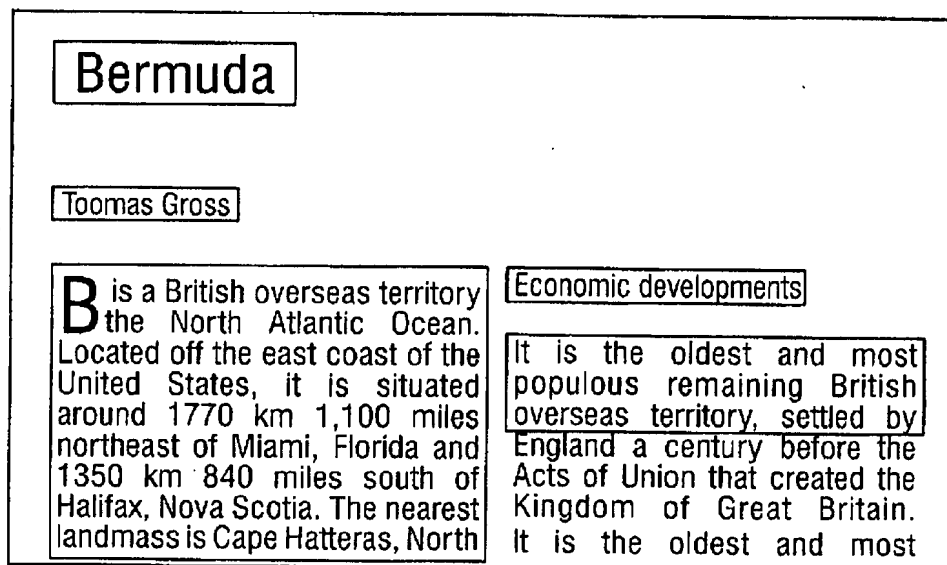 Bermuda
Toomas Gross
B is a British overseas territory
the North Atlantic Ocean.
Located off the east coast of the
United States, it is situated
around 1770 km 1,100 miles
northeast of Miami, Florida and
1350 km 840 miles south of
Halifax, Nova Scotia. The nearest
landmass is Cape Hatteras, North
Economic developments
It is the oldest and most
populous remaining British
overseas territory, settled by
England a century before the
Acts of Union that created the
Kingdom of Great Britain.
It is the oldest and most